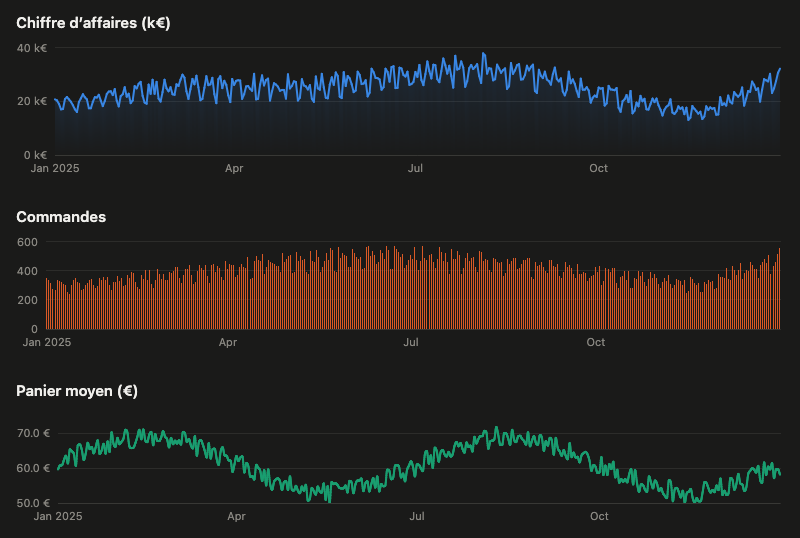 Chiffre d’affaires (k€)
40 k€
20 k€
0 k€
Jan 2025 Apr Jul Oct
Commandes
600
400
200
0
Jan 2025 Apr Jul Oct
Panier moyen (€)
70.0 €
60.0 €
50.0 €
Jan 2025 Apr Jul Oct